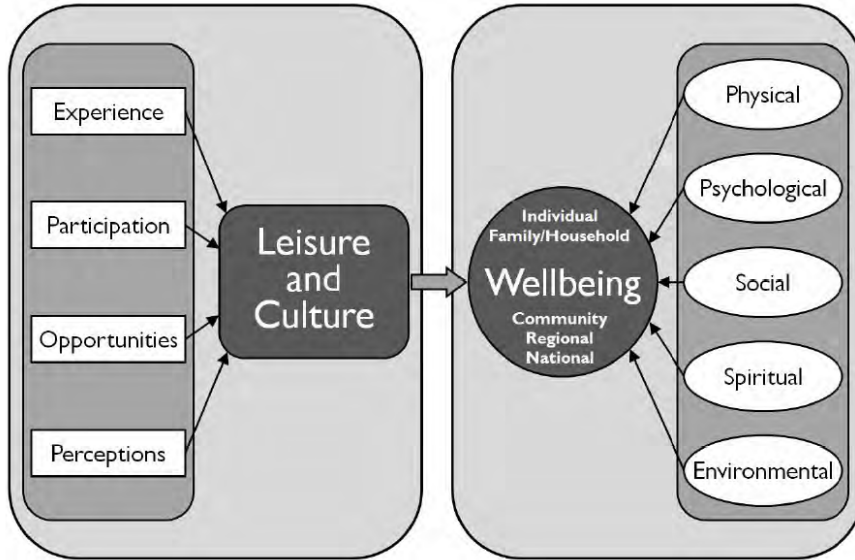 Experience
Participation
Opportunities
Perceptions
Leisure
and
Culture
Individual
Family/Household
Wellbeing
Community
Regional
National
Physical
Psychological
Social
Spiritual
Environmental